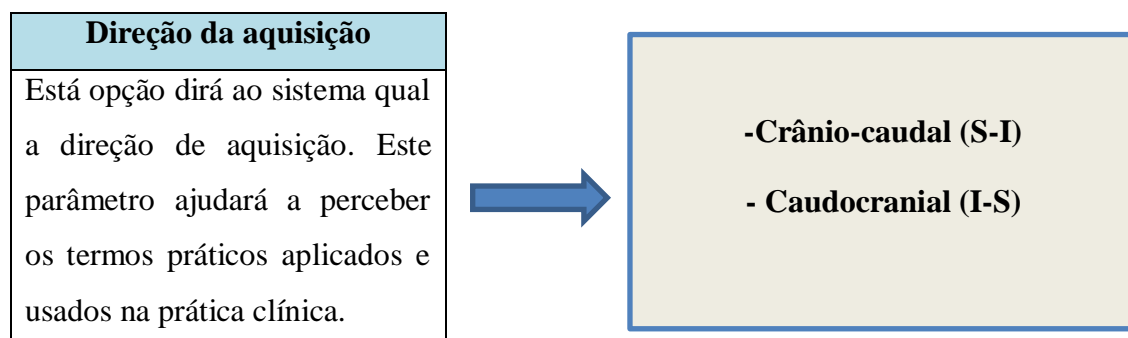 Direção da aquisição
Está opção dirá ao sistema qual
a direção de aquisição. Este
parâmetro ajudará a perceber
os termos práticos aplicados e
usados na prática clínica.
-Crânio-caudal (S-I)
- Caudocranial (I-S)